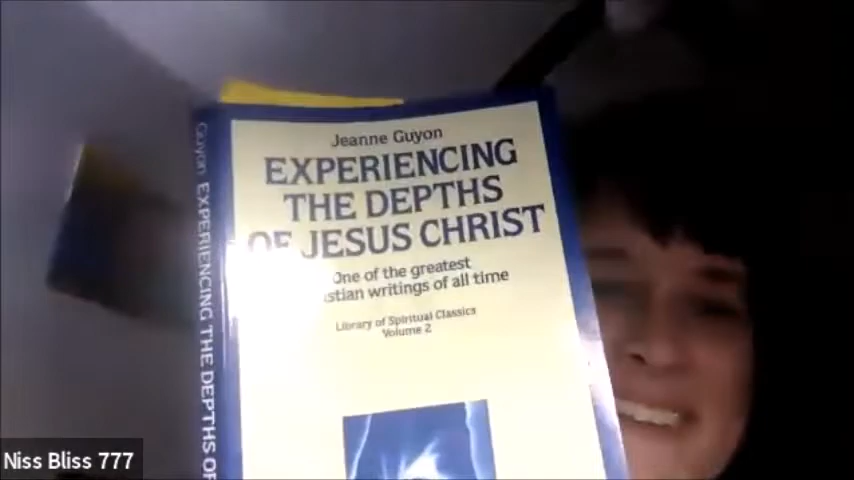 Jeanne Guyon
EXPERIENCING
THE DEPTHS
OF JESUS CHRIST
One of the greatest
writings of all time
Library of Spiritual Classics
Volume 2
Guyon EXPERIENCING THE DEPTHS OF
Niss Bliss 777